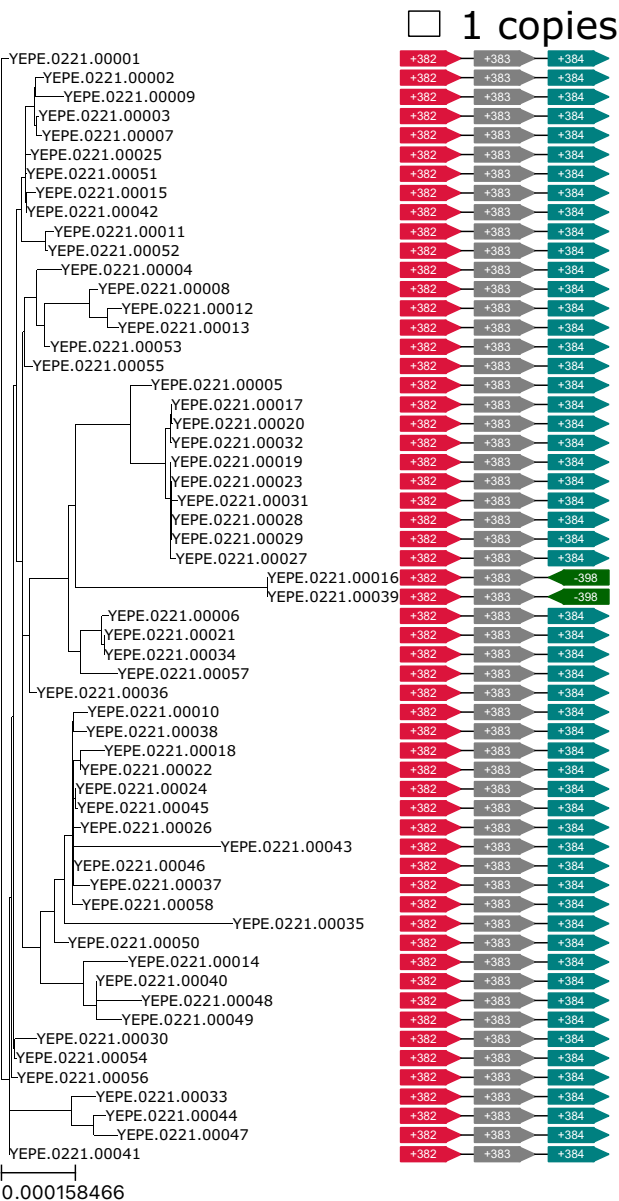 1 copies
YEPE.0221.00001 +382 +383 +384
YEPE.0221.00002 +382 +383 +384
YEPE.0221.00009 +382 +383 +384
YEPE.0221.00003 +382 +383 +384
YEPE.0221.00007 +382 +383 +384
YEPE.0221.00025 +382 +383 +384
YEPE.0221.00051 +382 +383 +384
YEPE.0221.00015 +382 +383 +384
YEPE.0221.00042 +382 +383 +384
YEPE.0221.00011 +382 +383 +384
YEPE.0221.00052 +382 +383 +384
YEPE.0221.00004 +382 +383 +384
YEPE.0221.00008 +382 +383 +384
YEPE.0221.00012 +382 +383 +384
YEPE.0221.00013 +382 +383 +384
YEPE.0221.00053 +382 +383 +384
YEPE.0221.00055 +382 +383 +384
YEPE.0221.00005 +382 +383 +384
YEPE.0221.00017 +382 +383 +384
YEPE.0221.00020 +382 +383 +384
YEPE.0221.00032 +382 +383 +384
YEPE.0221.00019 +382 +383 +384
YEPE.0221.00023 +382 +383 +384
YEPE.0221.00031 +382 +383 +384
YEPE.0221.00028 +382 +383 +384
YEPE.0221.00029 +382 +383 +384
YEPE.0221.00027 +382 +383 +384
YEPE.0221.00016 +382 +383 -398
YEPE.0221.00039 +382 +383 -398
YEPE.0221.00006 +382 +383 +384
YEPE.0221.00021 +382 +383 +384
YEPE.0221.00034 +382 +383 +384
YEPE.0221.00057 +382 +383 +384
YEPE.0221.00036 +382 +383 +384
YEPE.0221.00010 +382 +383 +384
YEPE.0221.00038 +382 +383 +384
YEPE.0221.00018 +382 +383 +384
YEPE.0221.00022 +382 +383 +384
YEPE.0221.00024 +382 +383 +384
YEPE.0221.00045 +382 +383 +384
YEPE.0221.00026 +382 +383 +384
YEPE.0221.00043 +382 +383 +384
YEPE.0221.00046 +382 +383 +384
YEPE.0221.00037 +382 +383 +384
YEPE.0221.00058 +382 +383 +384
YEPE.0221.00035 +382 +383 +384
YEPE.0221.00050 +382 +383 +384
YEPE.0221.00014 +382 +383 +384
YEPE.0221.00040 +382 +383 +384
YEPE.0221.00048 +382 +383 +384
YEPE.0221.00049 +382 +383 +384
YEPE.0221.00030 +382 +383 +384
YEPE.0221.00054 +382 +383 +384
YEPE.0221.00056 +382 +383 +384
YEPE.0221.00033 +382 +383 +384
YEPE.0221.00044 +382 +383 +384
YEPE.0221.00047 +382 +383 +384
YEPE.0221.00041 +382 +383 +384
0.000158466